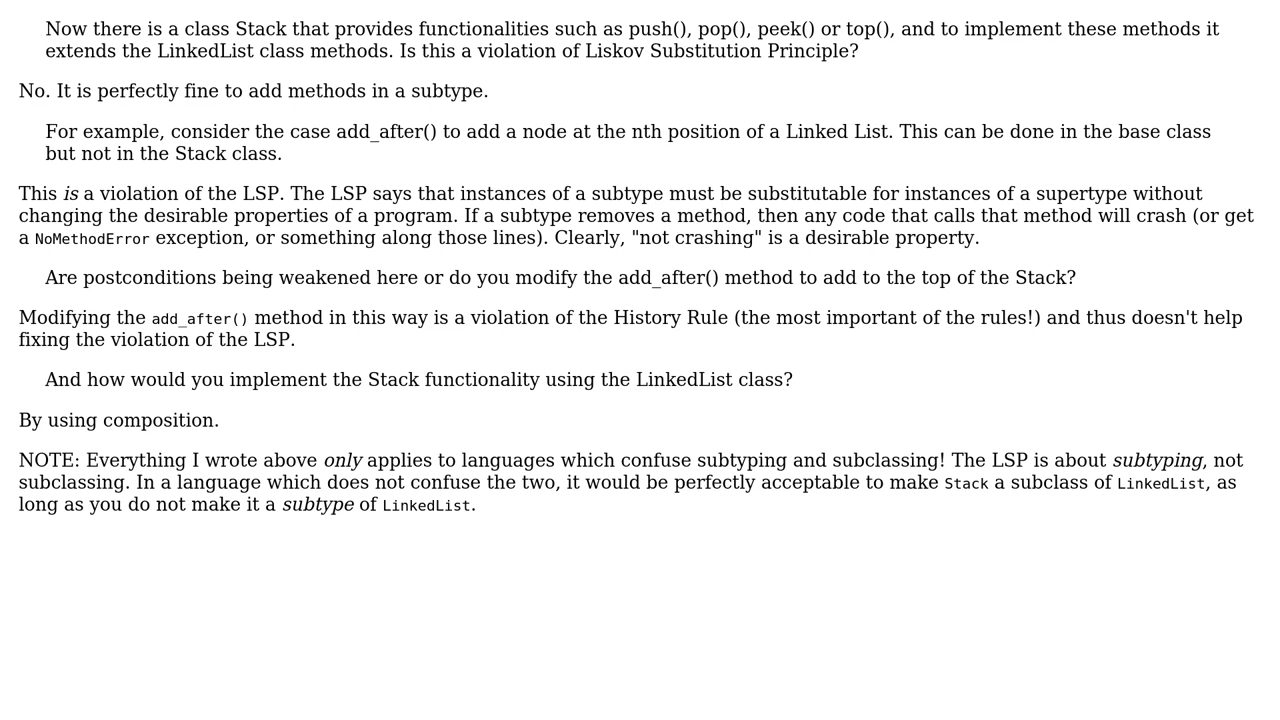 Now there is a class Stack that provides functionalities such as push(), pop(), peek() or top(), and to implement these methods it
extends the LinkedList class methods. Is this a violation of Liskov Substitution Principle?
No. It is perfectly fine to add methods in a subtype.
For example, consider the case add_after() to add a node at the nth position of a Linked List. This can be done in the base class
but not in the Stack class.
This is a violation of the LSP. The LSP says that instances of a subtype must be substitutable for instances of a supertype without
changing the desirable properties of a program. If a subtype removes a method, then any code that calls that method will crash (or get
a NoMethodError exception, or something along those lines). Clearly, "not crashing" is a desirable property.
Are postconditions being weakened here or do you modify the add_after() method to add to the top of the Stack?
Modifying the add_after() method in this way is a violation of the History Rule (the most important of the rules!) and thus doesn't help
fixing the violation of the LSP.
And how would you implement the Stack functionality using the LinkedList class?
By using composition.
NOTE: Everything I wrote above only applies to languages which confuse subtyping and subclassing! The LSP is about subtyping, not
subclassing. In a language which does not confuse the two, it would be perfectly acceptable to make Stack a subclass of LinkedList, as
long as you do not make it a subtype of LinkedList.